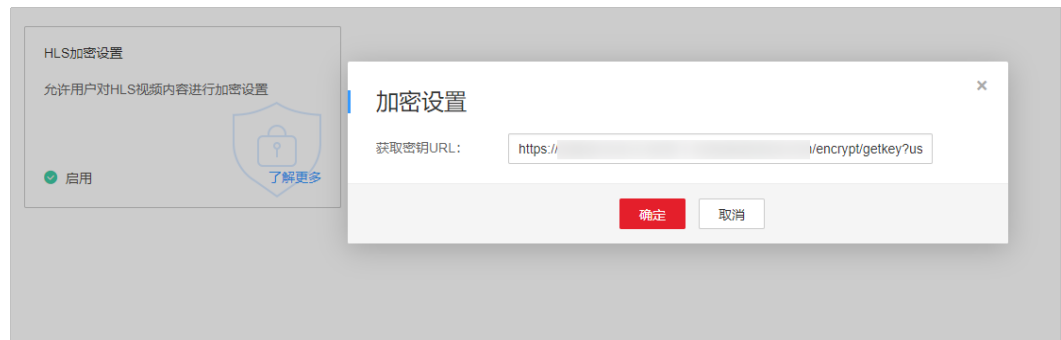 HLS加密设置
允许用户对HLS视频内容进行加密设置
启用
了解更多
加密设置
×
获取密钥URL：
https:// /encrypt/getkey?us
确定
取消